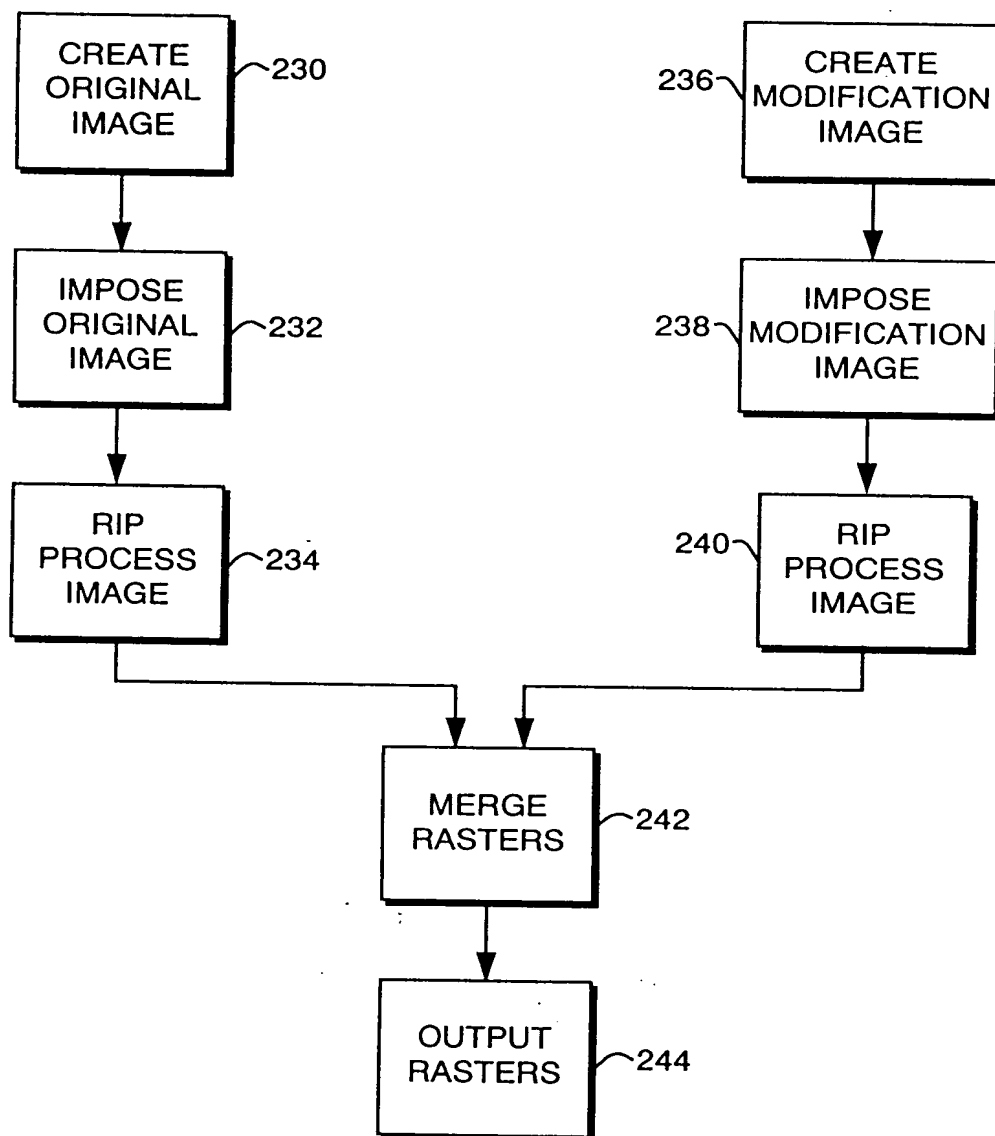 CREATE
ORIGINAL
IMAGE
230
236
CREATE
MODIFICATION
IMAGE
IMPOSE
ORIGINAL
IMAGE
232
238
IMPOSE
MODIFICATION
IMAGE
RIP
PROCESS
IMAGE
234
240
RIP
PROCESS
IMAGE
MERGE
RASTERS
242
OUTPUT
RASTERS
244